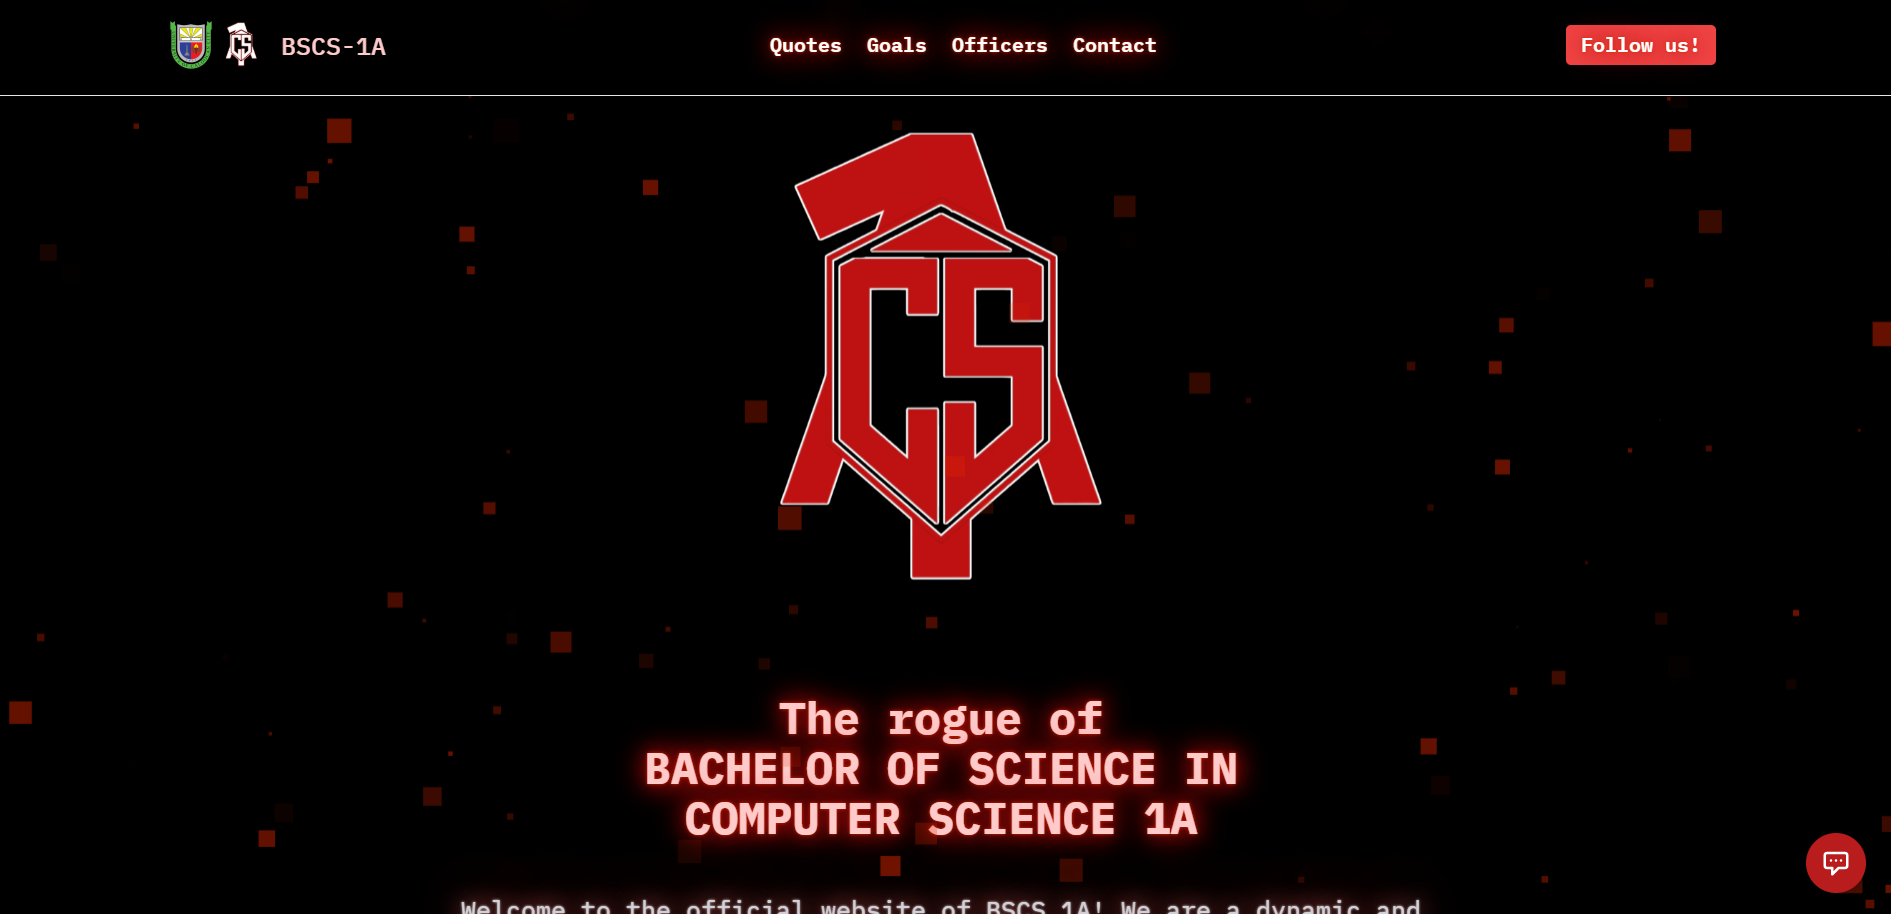 CS
BSCS-1A
Quotes
Goals
Officers
Contact
Follow us!
CS
The rogue of
BACHELOR OF SCIENCE IN
COMPUTER SCIENCE 1A
Welcome to the official website of BSCS 1A! We are a dynamic and